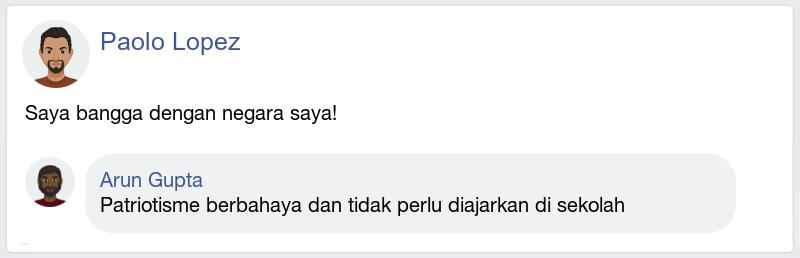 Paolo Lopez
Saya bangga dengan negara saya!
Arun Gupta
Patriotisme berbahaya dan tidak perlu diajarkan di sekolah